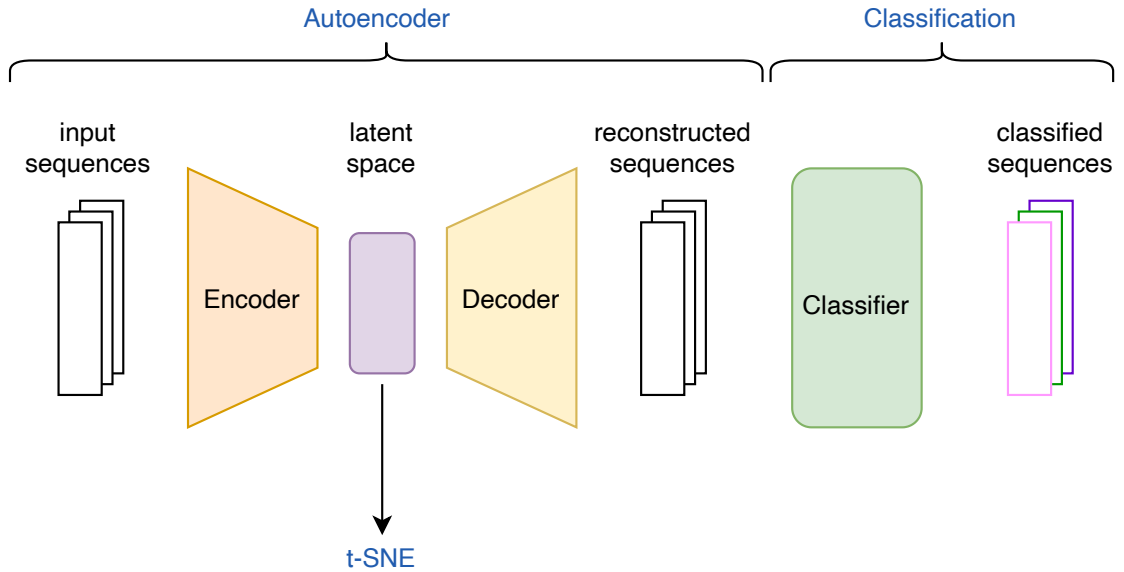 Autoencoder
Classification
input
sequences
latent
space
reconstructed
sequences
classified
sequences
Encoder
Decoder
Classifier
t-SNE